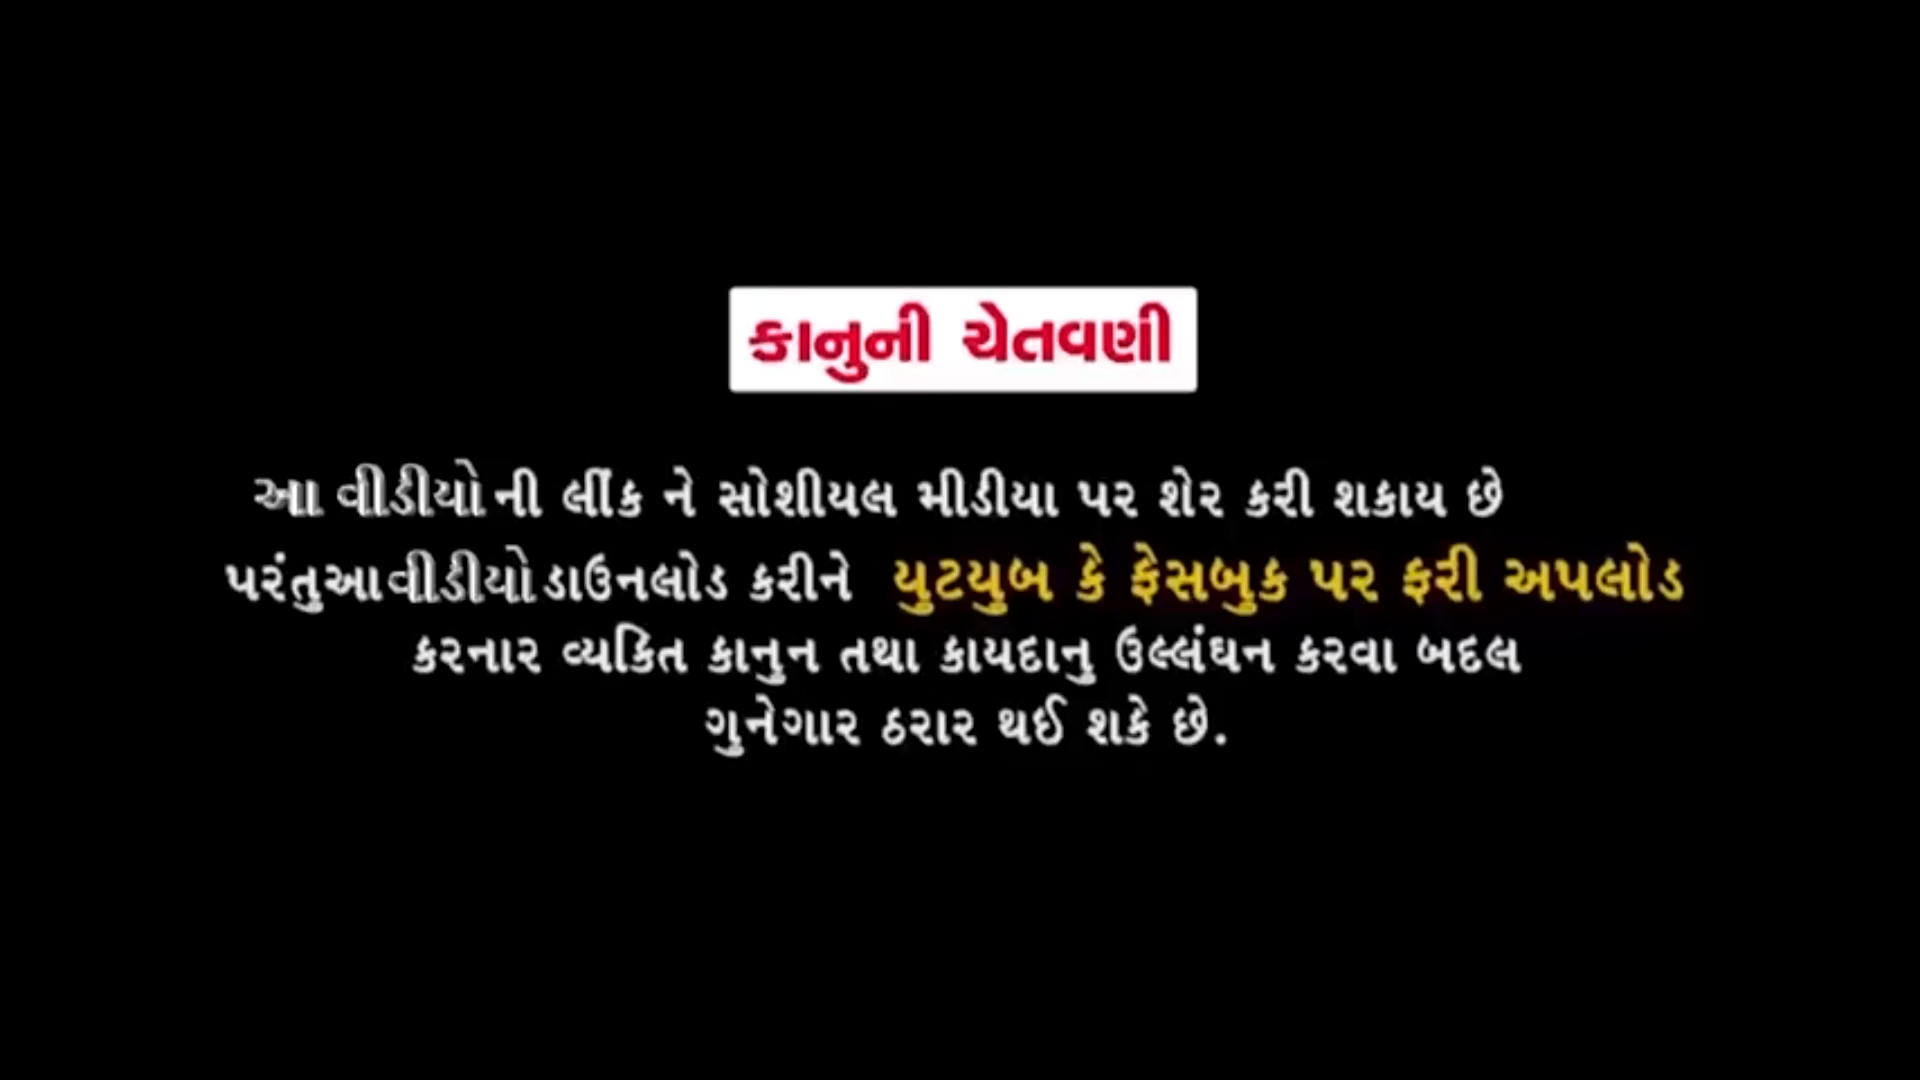 કાનુની ચેતવણી
આ વીડીયો ની લીંક ને સોશીયલ મીડીયા પર શેર કરી શકાય છે
પરંતુ આ વીડીયો ડાઉનલોડ કરીને યુટયુબ કે ફેસબુક પર ફરી અપલોડ
કરનાર વ્યકિત કાનુન તથા કાયદાનુ ઉલ્લંઘન કરવા બદલ
ગુનેગાર ઠરાર થઈ શકે છે.